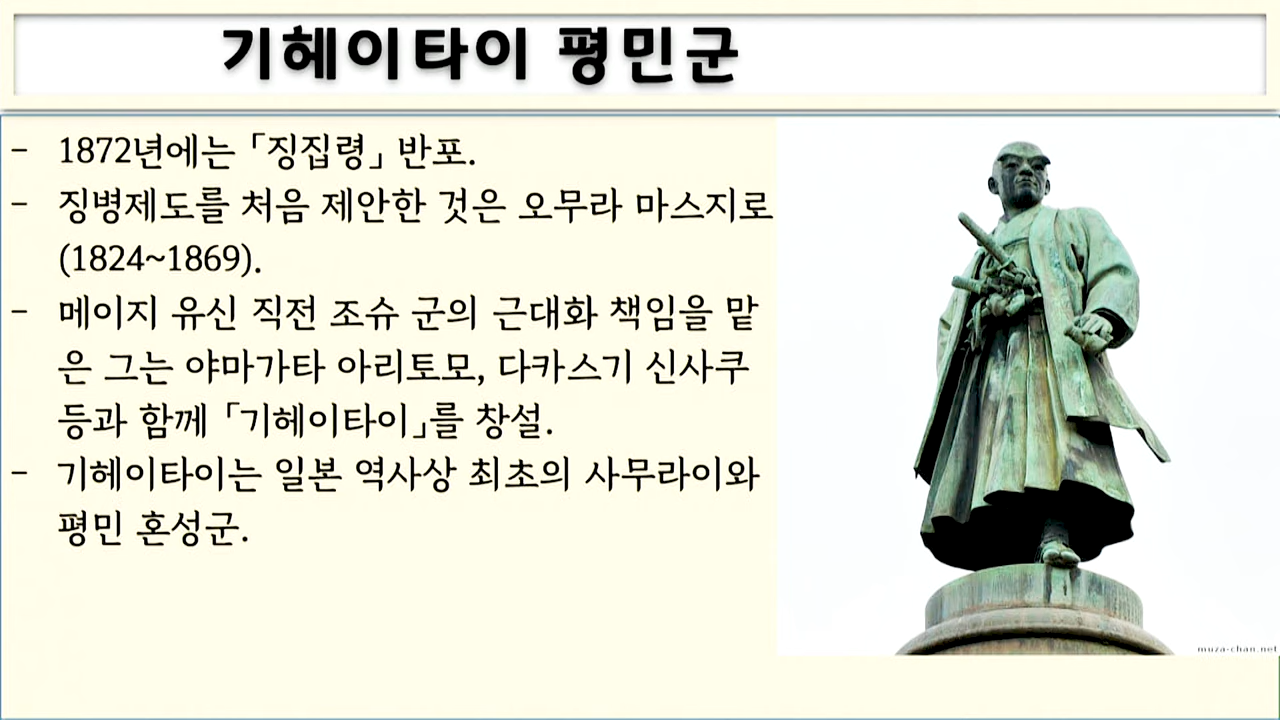 기헤이타이 평민군
- 1872년에는 「징집령」 반포.
- 징병제도를 처음 제안한 것은 오무라 마스지로
(1824~1869).
- 메이지 유신 직전 조슈 군의 근대화 책임을 맡
은 그는 야마가타 아리토모, 다카스기 신사쿠
등과 함께 「기헤이타이」를 창설.
- 기헤이타이는 일본 역사상 최초의 사무라이와
평민 혼성군.
muza-chan.net